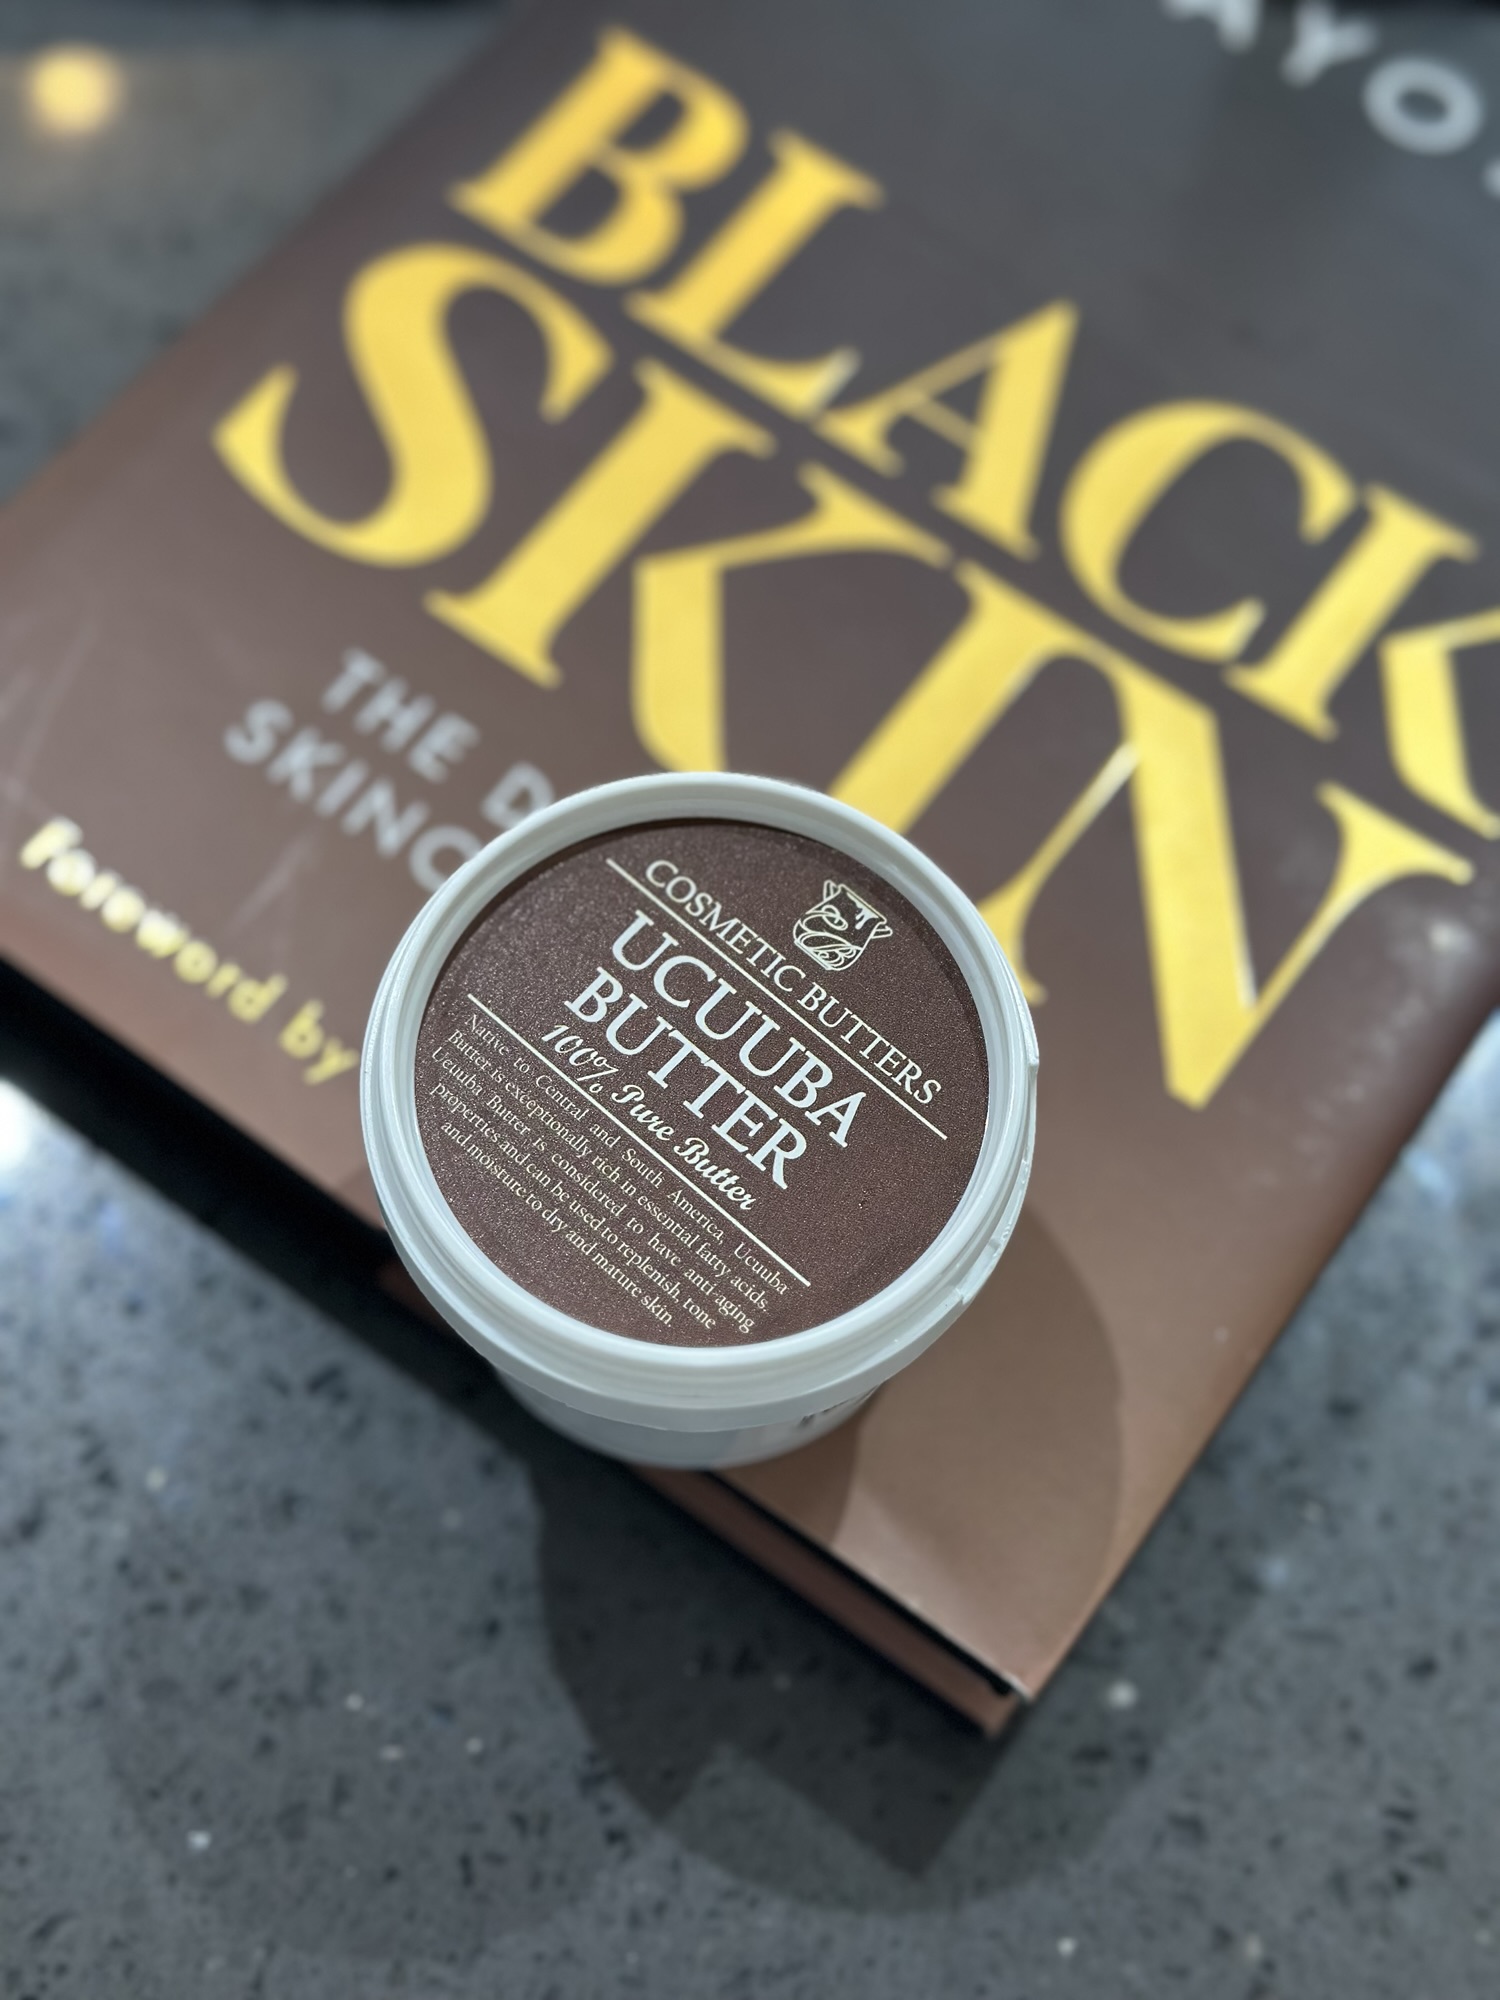 AYO
BLACK
SKIN
THE D
SKINC
Foreword by
COSMETIC BUTTERS
UCUUBA
BUTTER
100% Pure Butter
Native to Central and South America, Ucuuba
Butter is exceptionally rich in essential fatty acids.
Ucuuba Butter is considered to have anti-aging
properties and can be used to replenish, tone
and moisture to dry and mature skin.